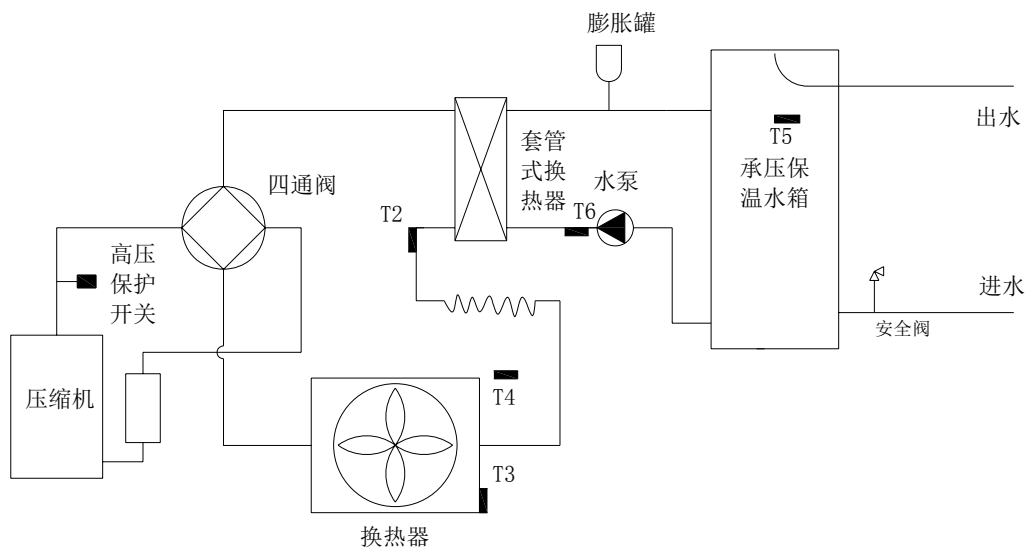 膨胀罐
出水
T5
承压保
温水箱
套管
式换
热器
水泵
T6
四通阀
T2
高压
保护
开关
进水
安全阀
压缩机
T4
T3
换热器